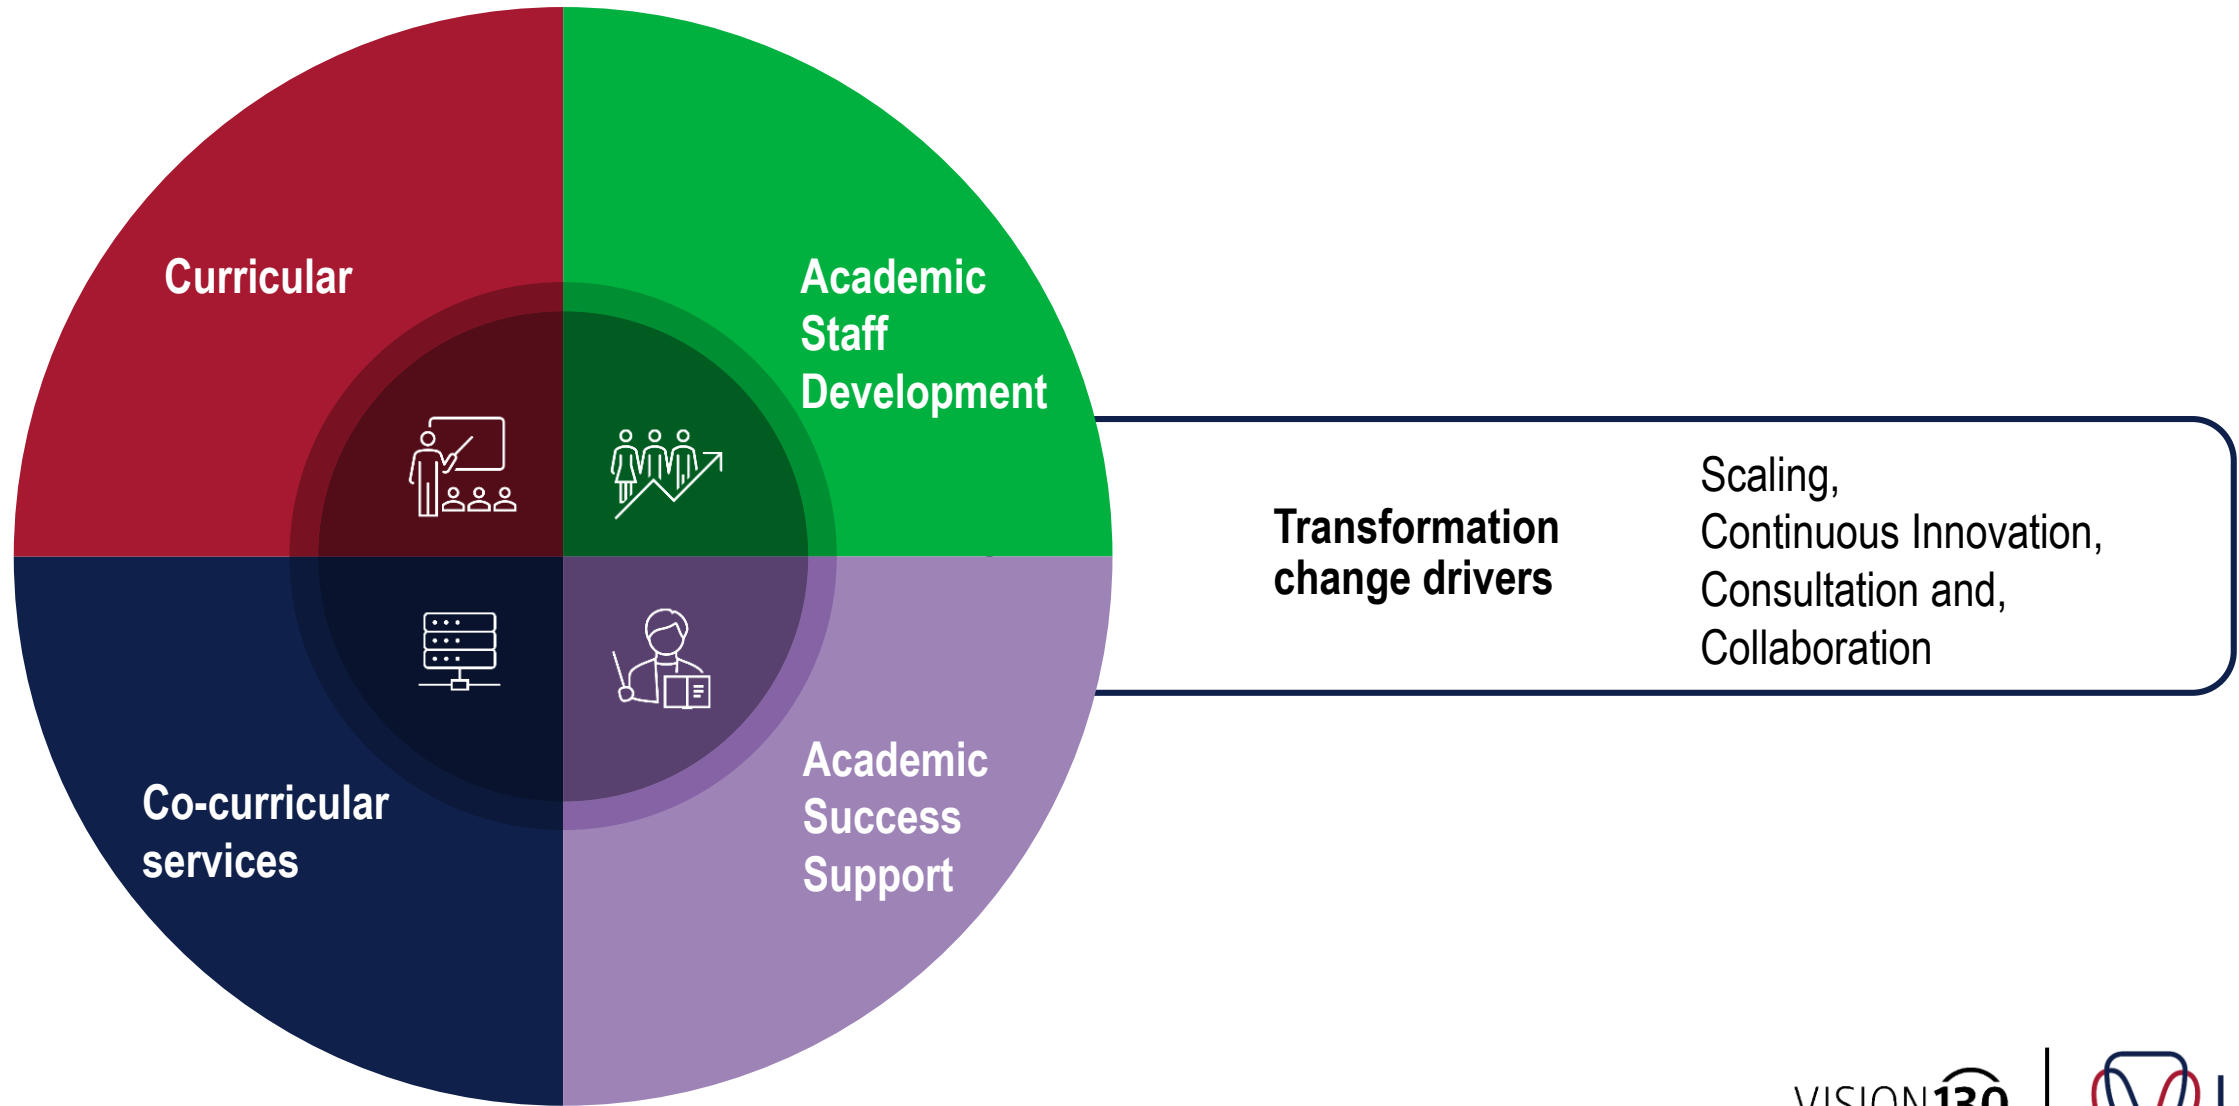 Curricular
Academic
Staff
Development
Co-curricular
services
Academic
Success
Support
Transformation
change drivers
Scaling,
Continuous Innovation,
Consultation and,
Collaboration
VISION130